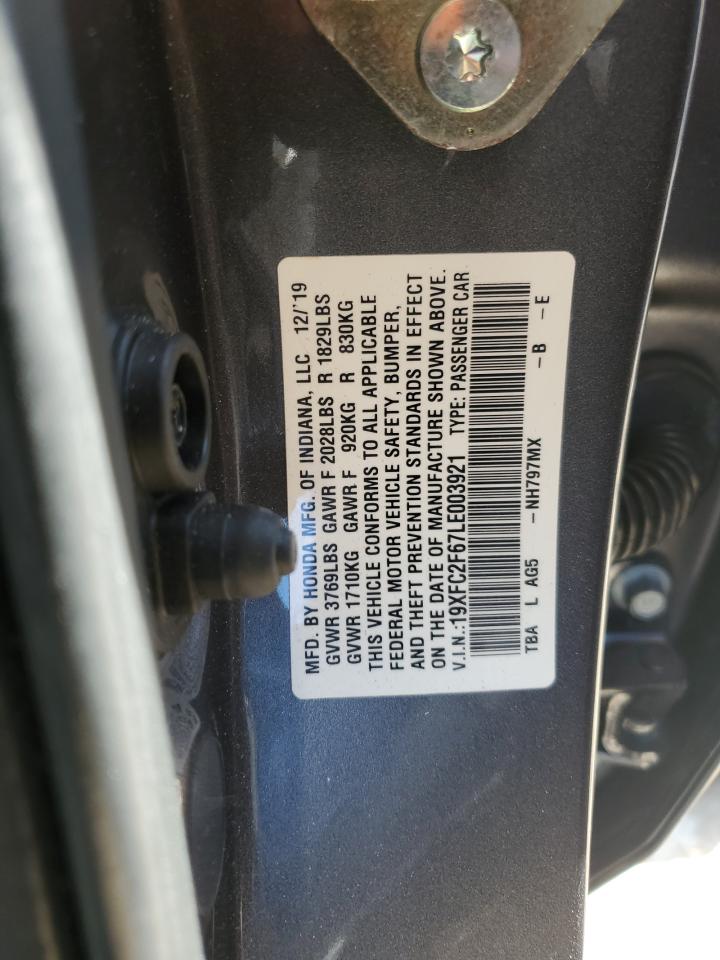 MFD. BY HONDA MFG. OF INDIANA, LLC 12/'19
GVWR 3769LBS GAWR F 2028LBS R 1829LBS
GVWR 1710KG GAWR F 920KG R 830KG
THIS VEHICLE CONFORMS TO ALL APPLICABLE
FEDERAL MOTOR VEHICLE SAFETY, BUMPER,
AND THEFT PREVENTION STANDARDS IN EFFECT
ON THE DATE OF MANUFACTURE SHOWN ABOVE.
V.I.N.:19XFC2F67LE003921 TYPE: PASSENGER CAR
TBA L AG5 -NH797MX -B -E